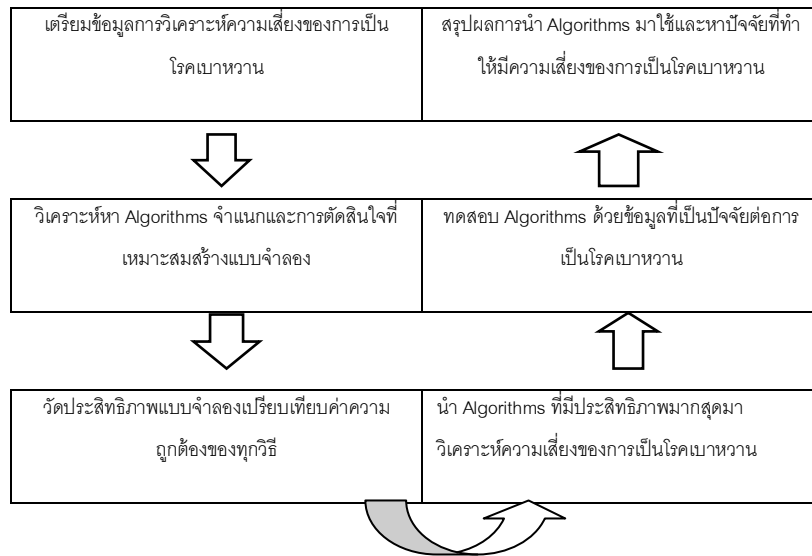 เตรียมข้อมูลการวิเคราะห์ความเสี่ยงของการเป็น
โรคเบาหวาน
สรุปผลการนำ Algorithms มาใช้และหาปัจจัยที่ทำ
ให้มีความเสี่ยงของการเป็นโรคเบาหวาน
วิเคราะห์หา Algorithms จำแนกและการตัดสินใจที่
เหมาะสมสร้างแบบจำลอง
ทดสอบ Algorithms ด้วยข้อมูลที่เป็นปัจจัยต่อการ
เป็นโรคเบาหวาน
วัดประสิทธิภาพแบบจำลองเปรียบเทียบค่าความ
ถูกต้องของทุกวิธี
นำ Algorithms ที่มีประสิทธิภาพมากสุดมา
วิเคราะห์ความเสี่ยงของการเป็นโรคเบาหวาน